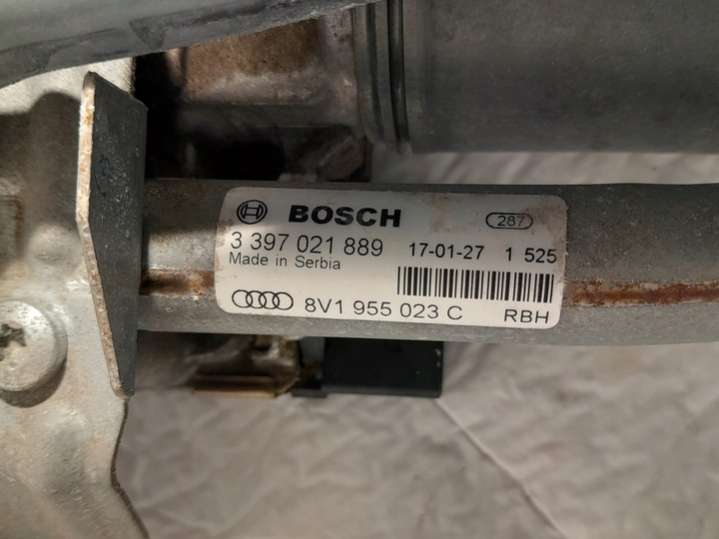 BOSCH 287
3 397 021 889 17-01-27 1 525
Made in Serbia
8V1 955 023 C RBH